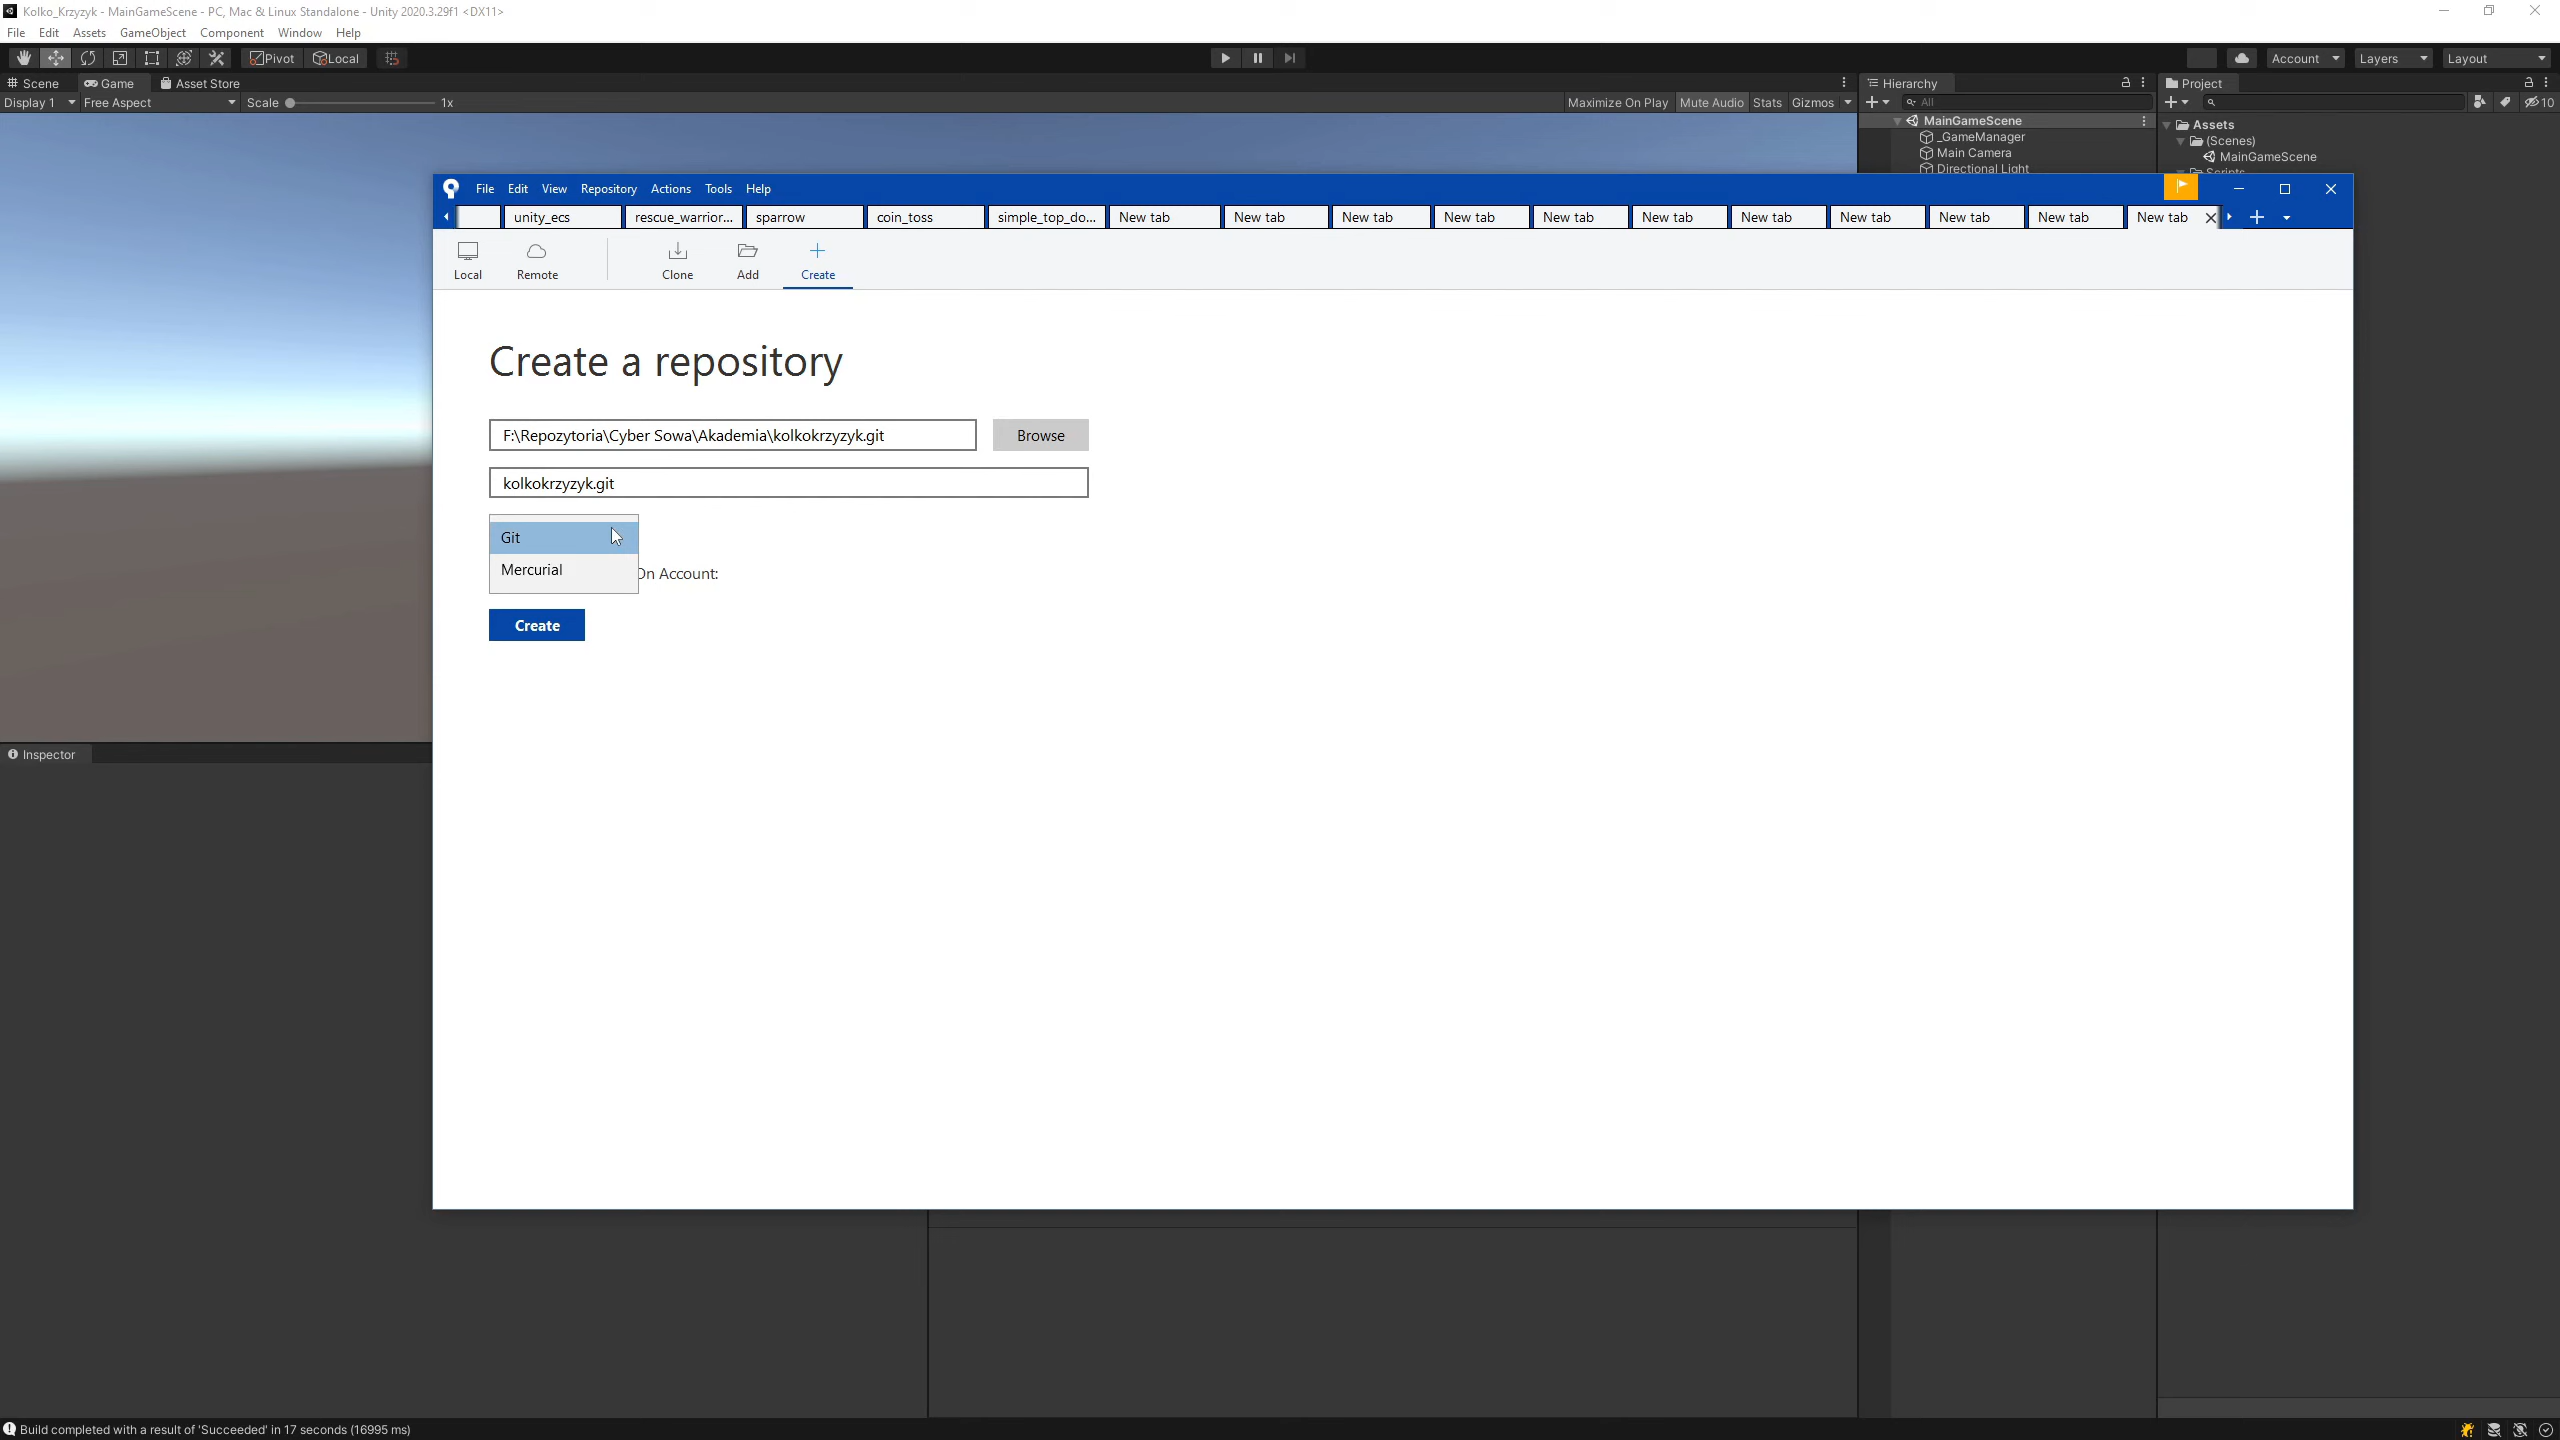 Kolko_Krzyzyk - MainGameScene - PC, Mac & Linux Standalone - Unity 2020.3.29f1 <DX11>
File Edit Assets GameObject Component Window Help
Pivot Local Account Layers Layout
Scene Game Asset Store Hierarchy Project
Display 1 Free Aspect Scale 1x Maximize On Play Mute Audio Stats Gizmos All 10
MainGameScene
_GameManager
Main Camera
Directional Light
Assets
(Scenes)
MainGameScene
Scripts
File Edit View Repository Actions Tools Help
unity_ecs rescue_warrior... sparrow coin_toss simple_top_do... New tab New tab New tab New tab New tab New tab New tab New tab New tab New tab New tab
Local Remote Clone Add Create
Create a repository
F:\Repozytoria\Cyber Sowa\Akademia\kolkokrzyzyk.git Browse
kolkokrzyzyk.git
Git
Mercurial
On Account:
Create
Inspector
Build completed with a result of 'Succeeded' in 17 seconds (16995 ms)